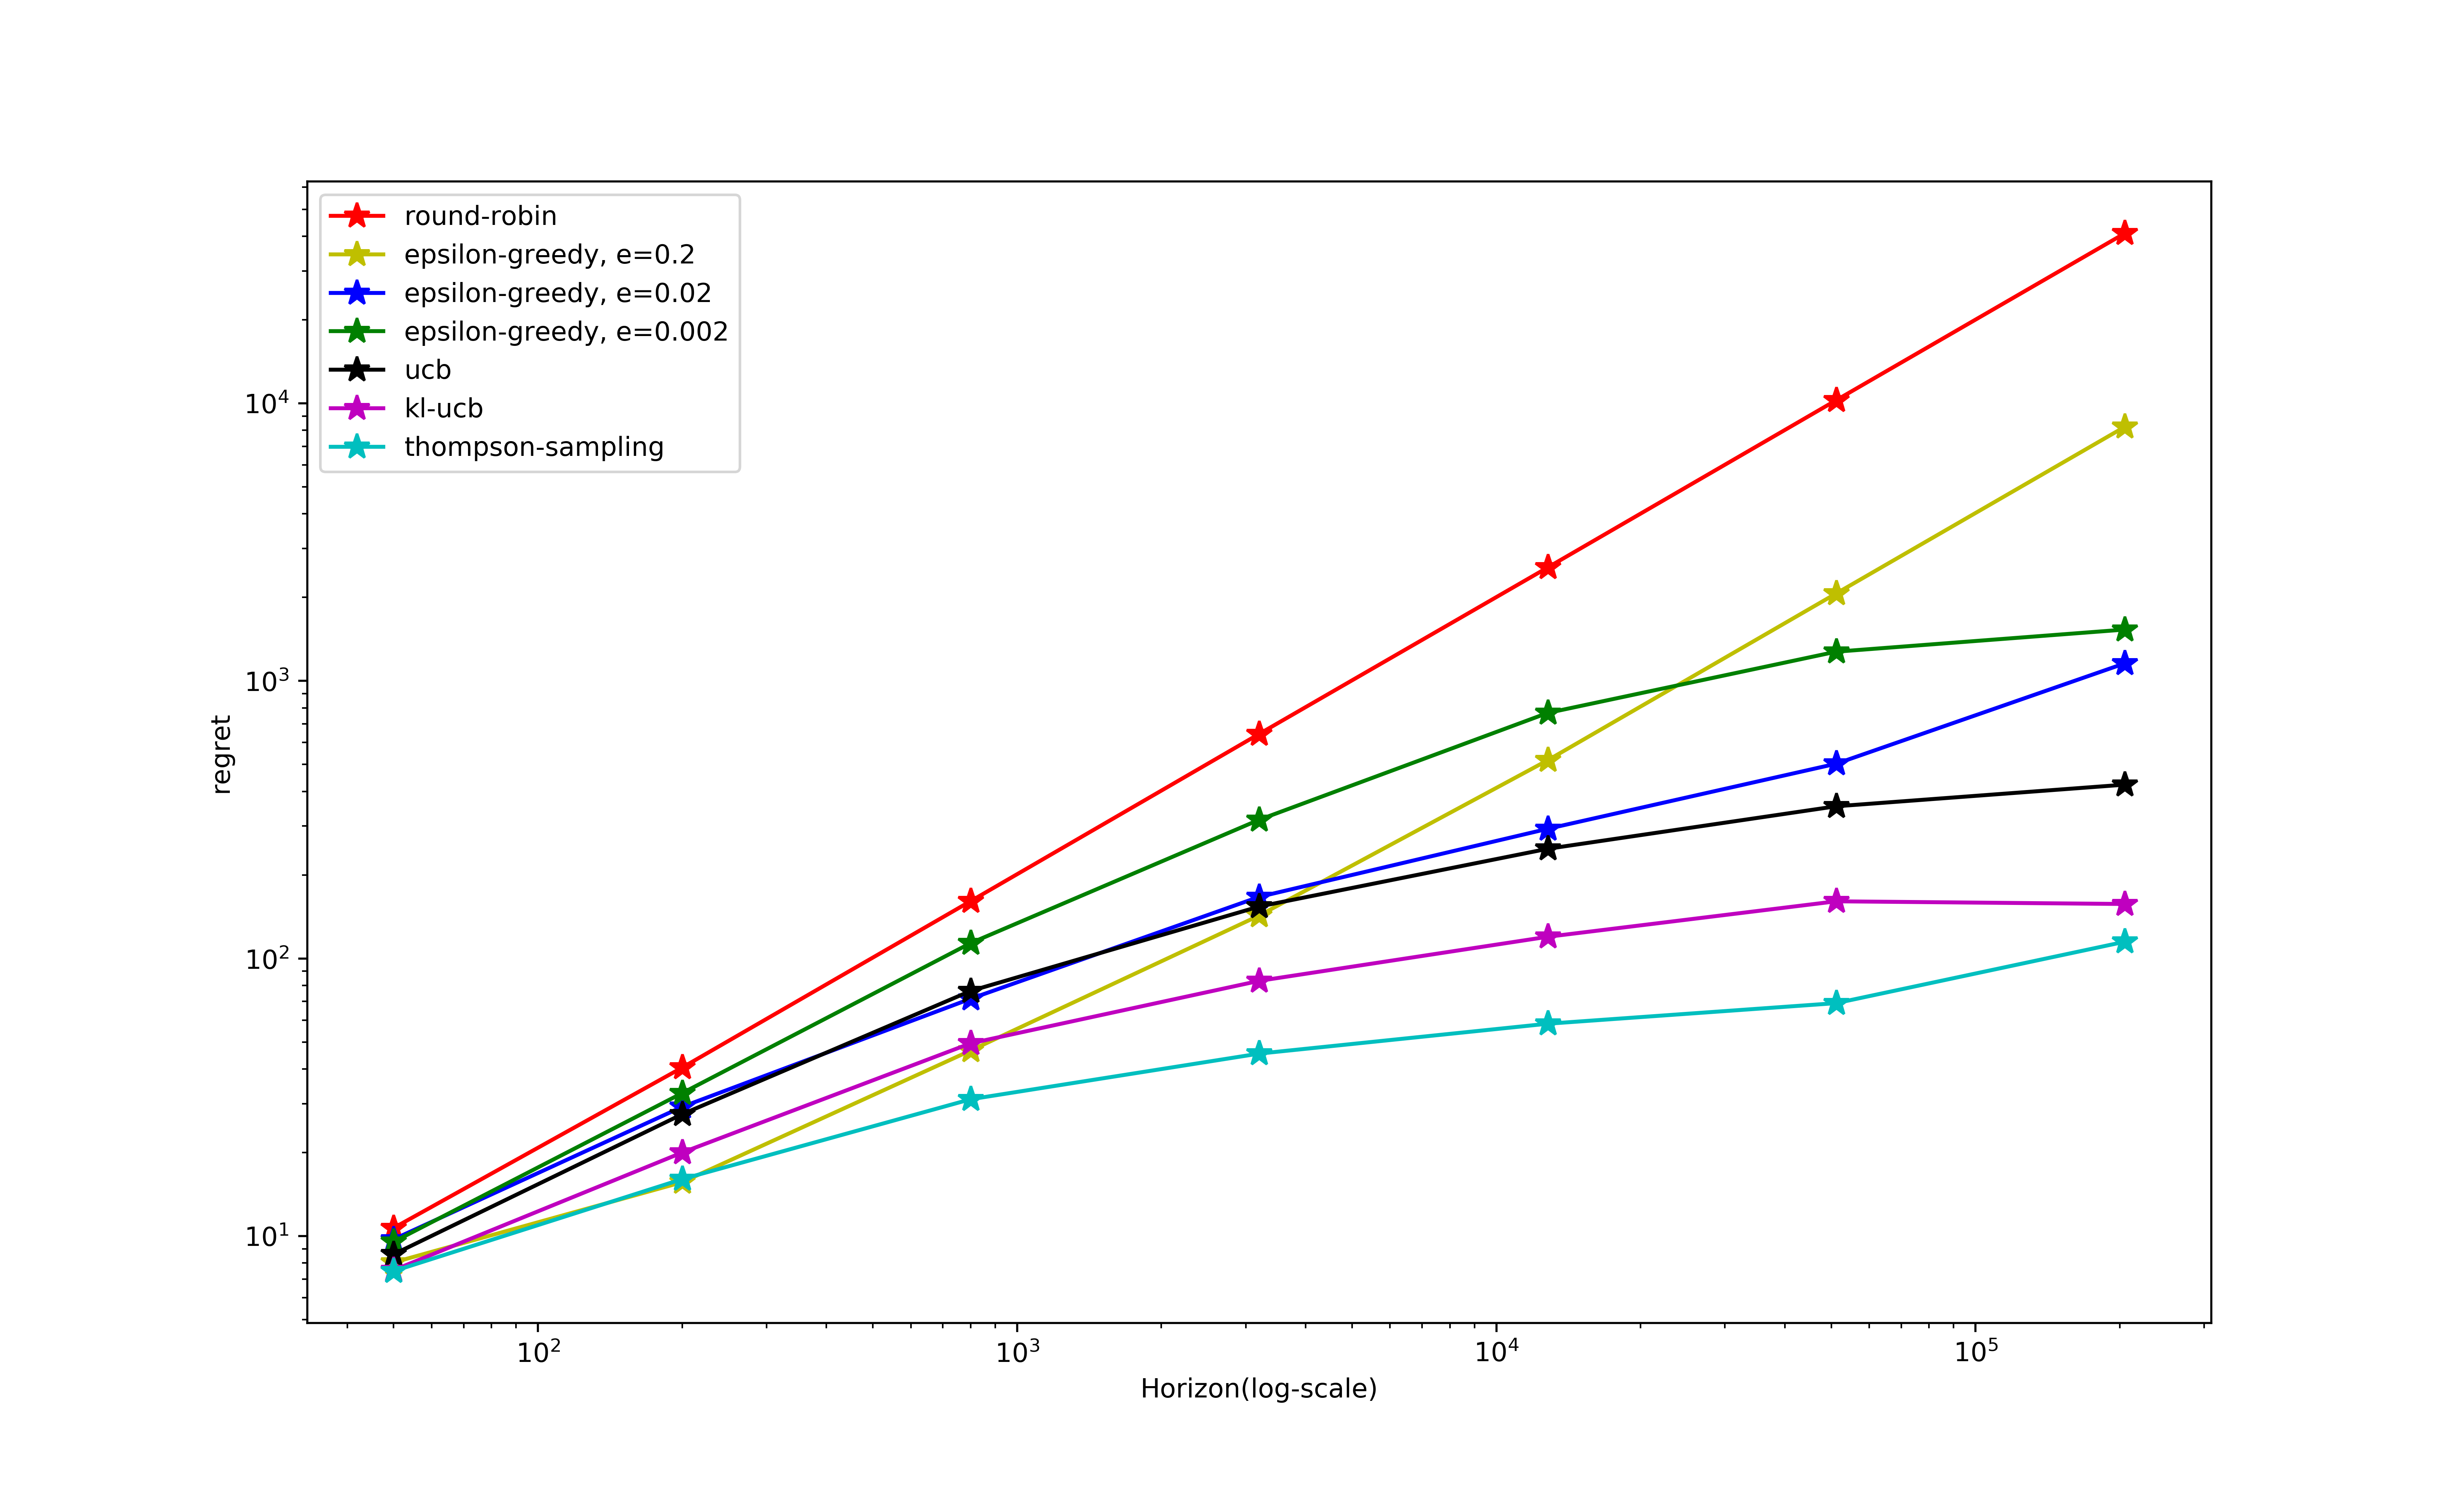 round-robin
epsilon-greedy, e=0.2
epsilon-greedy, e=0.02
epsilon-greedy, e=0.002
ucb
kl-ucb
thompson-sampling
10⁴
10³
10²
10¹
regret
10² 10³ 10⁴ 10⁵
Horizon(log-scale)